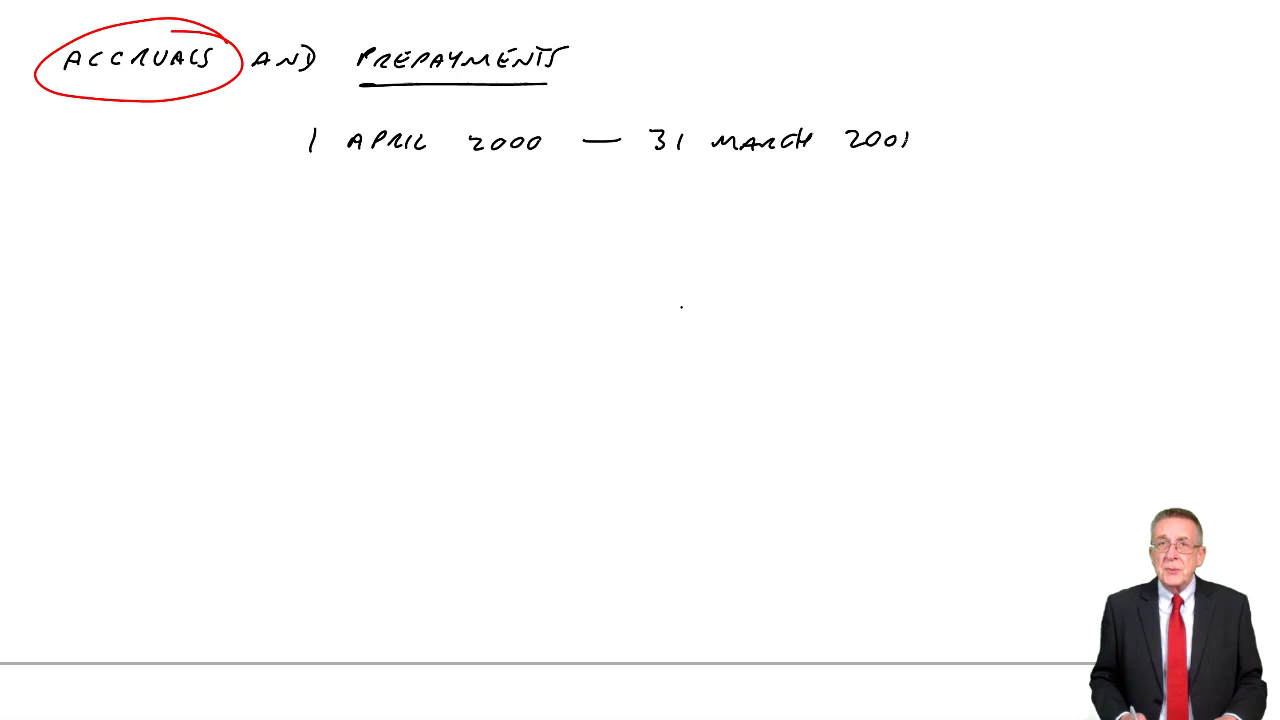 ACCRUALS AND PREPAYMENTS
1 APRIL 2000 — 31 MARCH 2001